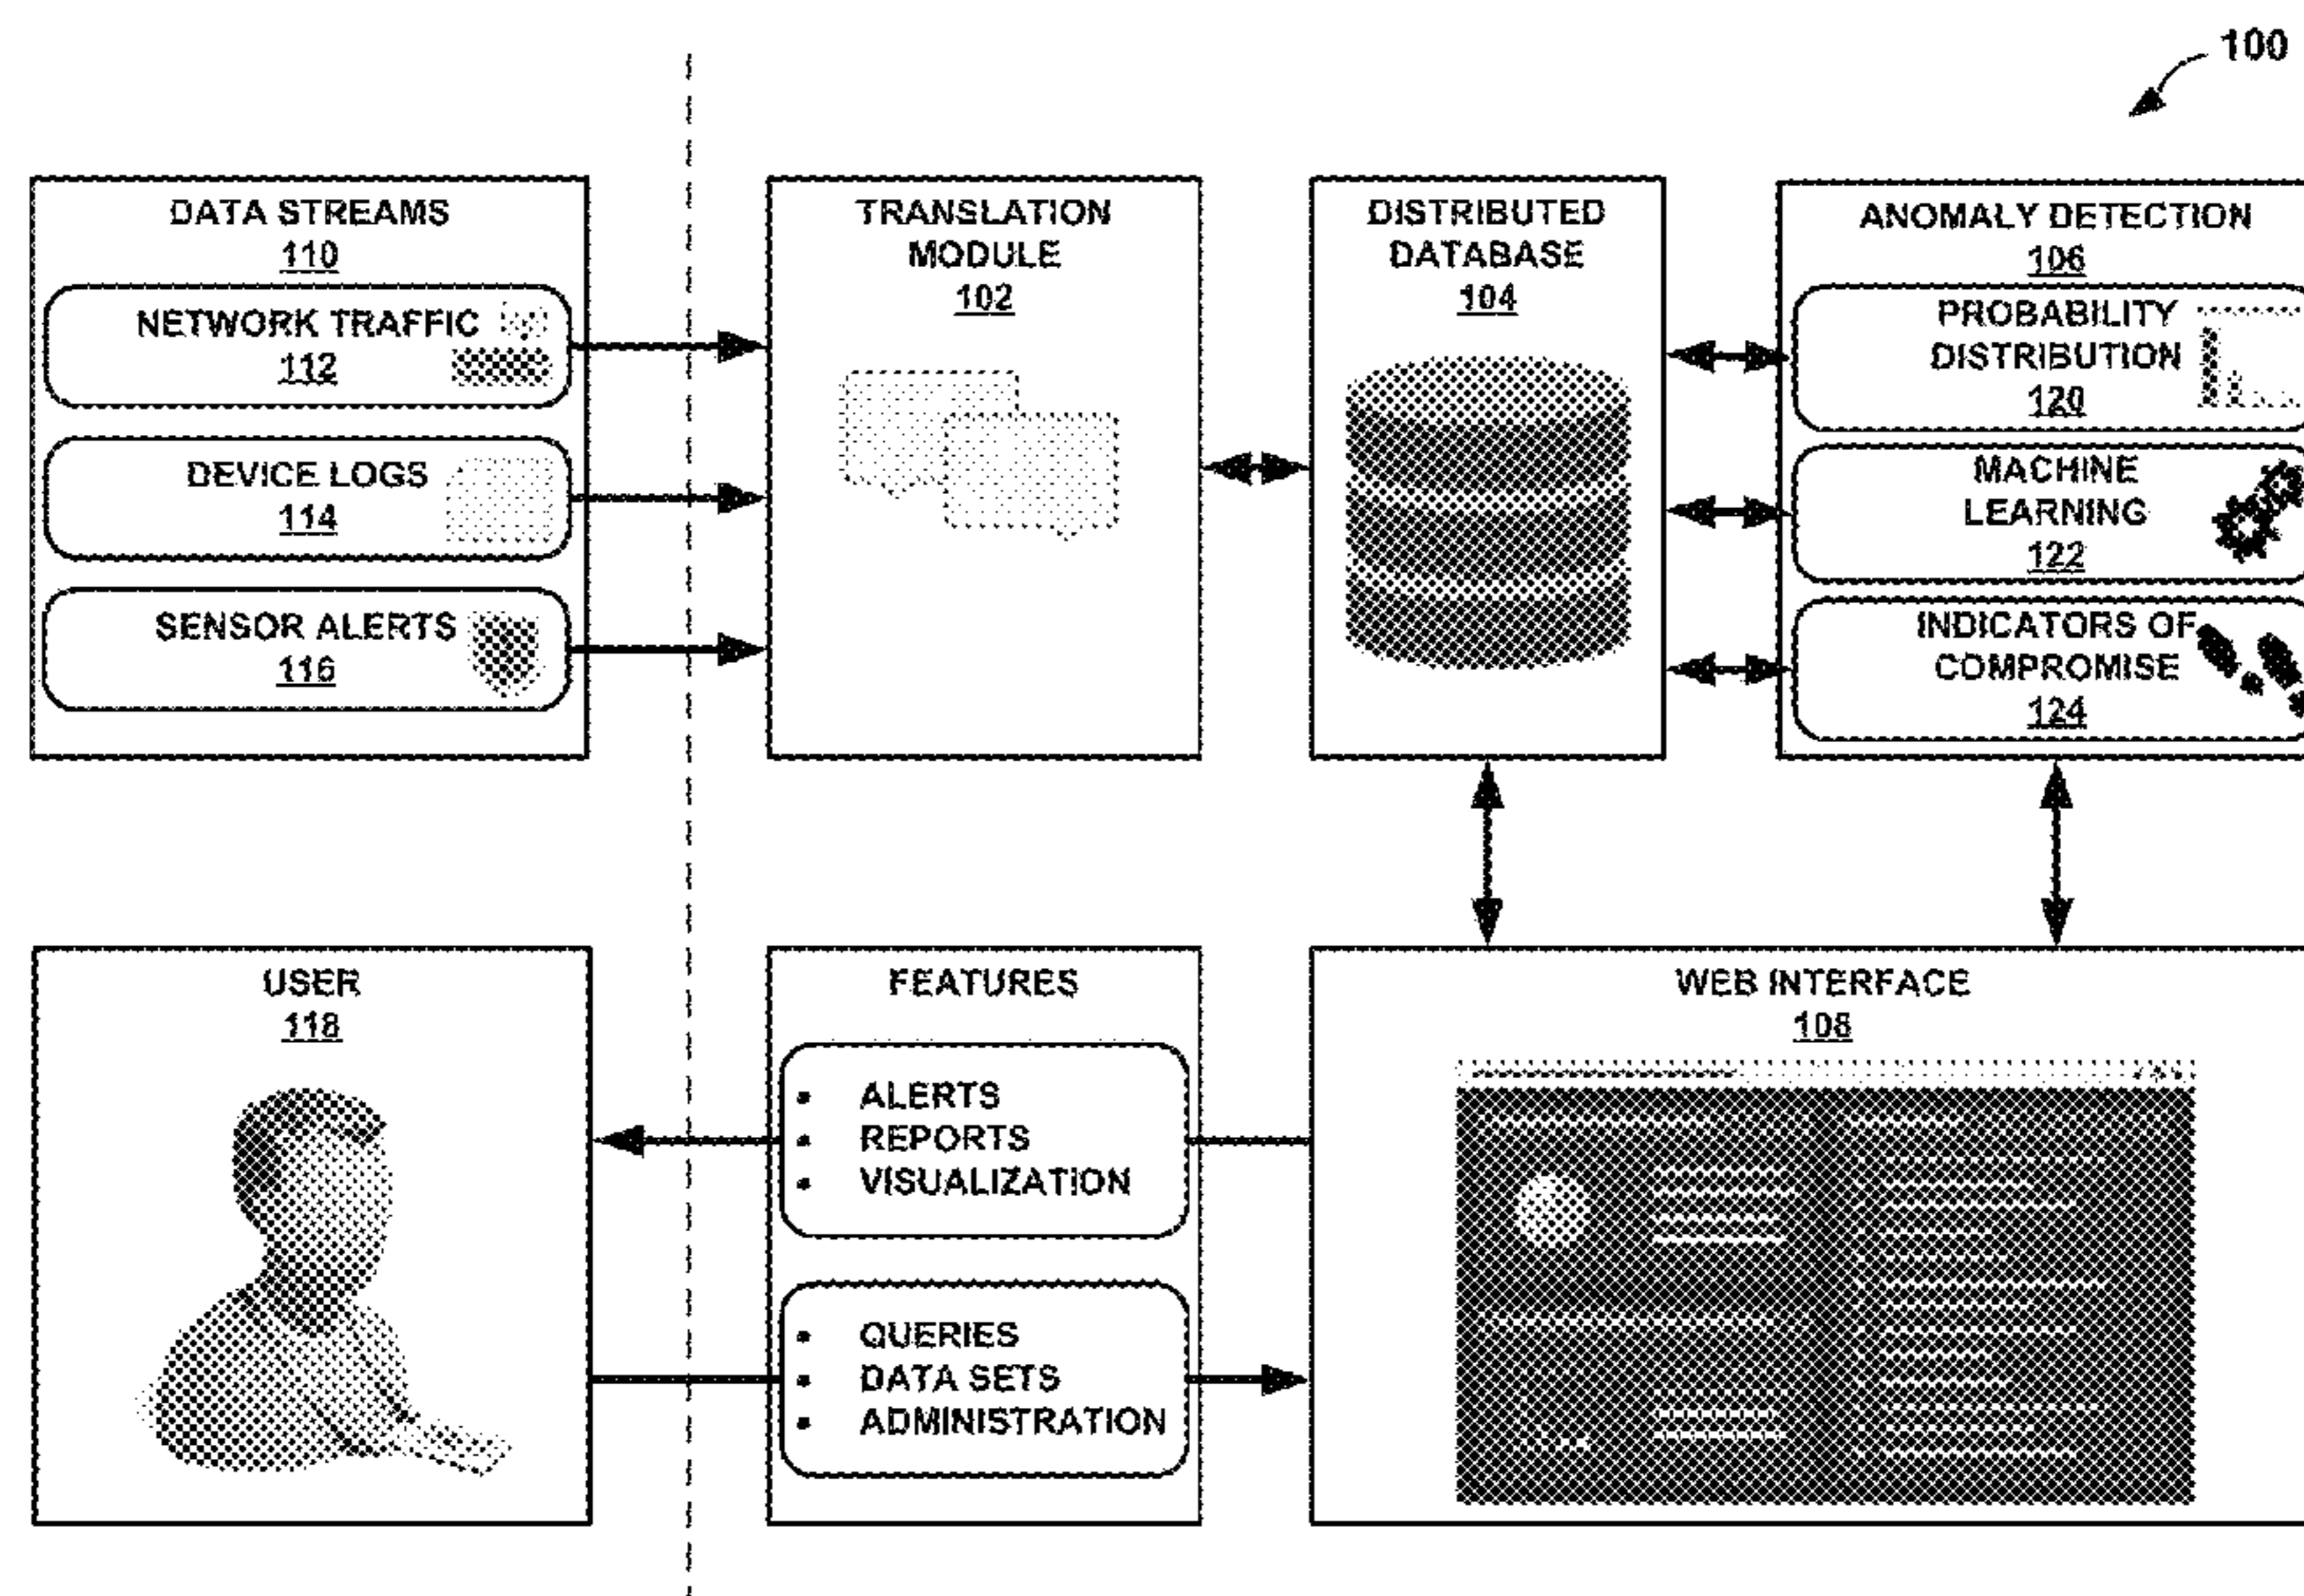 100
DATA STREAMS
110
NETWORK TRAFFIC
112
DEVICE LOGS
114
SENSOR ALERTS
116
TRANSLATION
MODULE
102
DISTRIBUTED
DATABASE
104
ANOMALY DETECTION
106
PROBABILITY
DISTRIBUTION
120
MACHINE
LEARNING
122
INDICATORS OF
COMPROMISE
124
USER
118
FEATURES
• ALERTS
• REPORTS
• VISUALIZATION
• QUERIES
• DATA SETS
• ADMINISTRATION
WEB INTERFACE
108